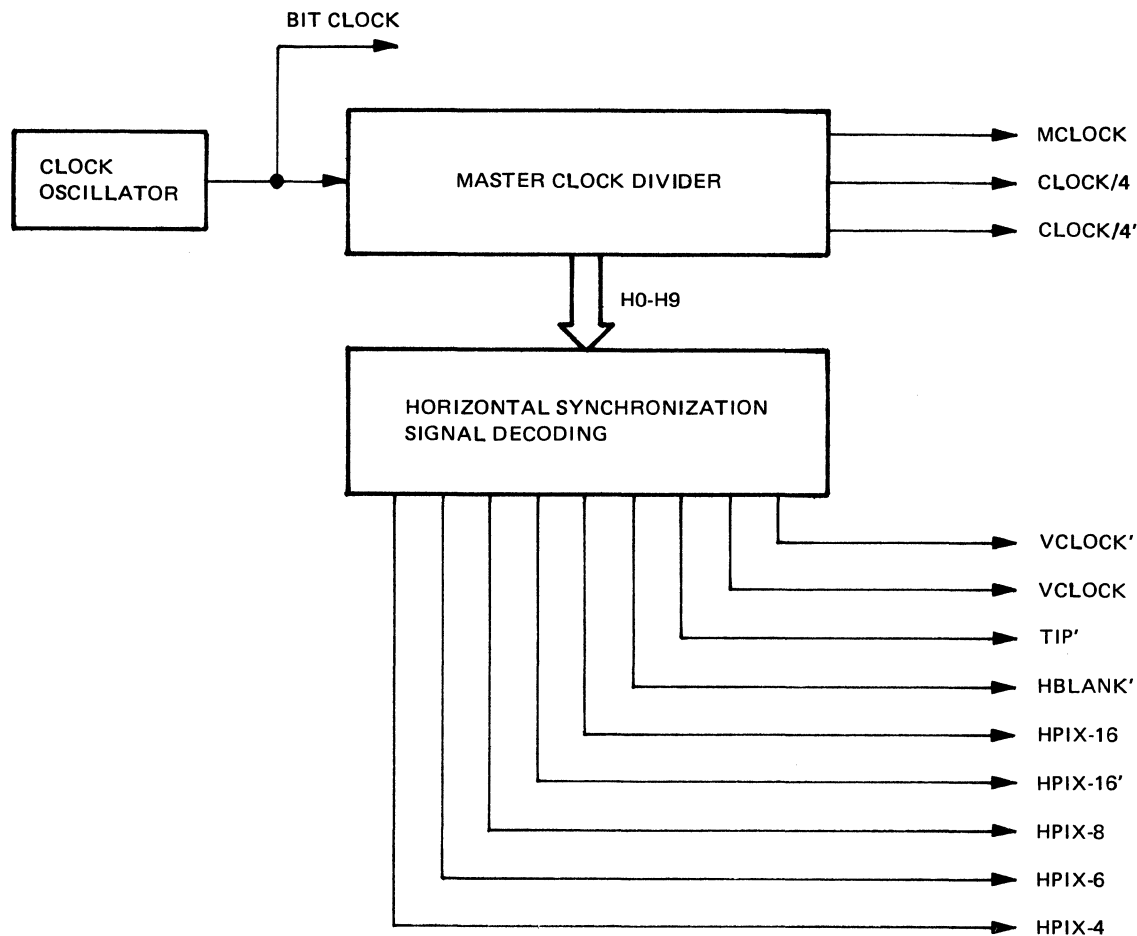 BIT CLOCK
CLOCK
OSCILLATOR
MASTER CLOCK DIVIDER
MCLOCK
CLOCK/4
CLOCK/4'
H0-H9
HORIZONTAL SYNCHRONIZATION
SIGNAL DECODING
VCLOCK'
VCLOCK
TIP'
HBLANK'
HPIX-16
HPIX-16'
HPIX-8
HPIX-6
HPIX-4